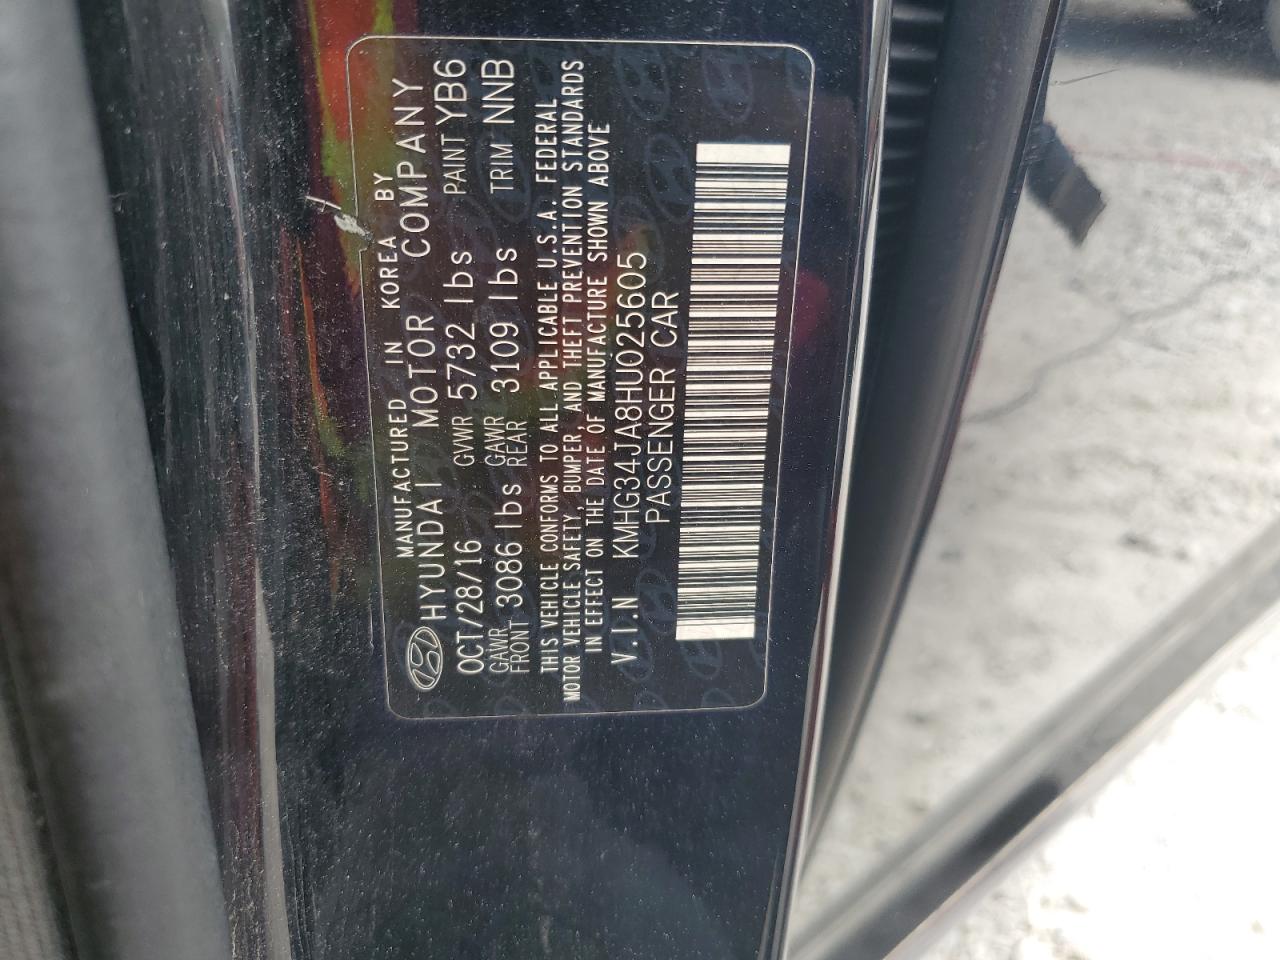 MANUFACTURED IN KOREA BY
HYUNDAI MOTOR COMPANY
OCT/28/16 GVWR 5732 lbs PAINT YB6
GAWR FRONT 3086 lbs GAWR REAR 3109 lbs TRIM NNB
THIS VEHICLE CONFORMS TO ALL APPLICABLE U.S.A. FEDERAL
MOTOR VEHICLE SAFETY, BUMPER, AND THEFT PREVENTION STANDARDS
IN EFFECT ON THE DATE OF MANUFACTURE SHOWN ABOVE
V.I.N KMHG34JA8HU025605
PASSENGER CAR